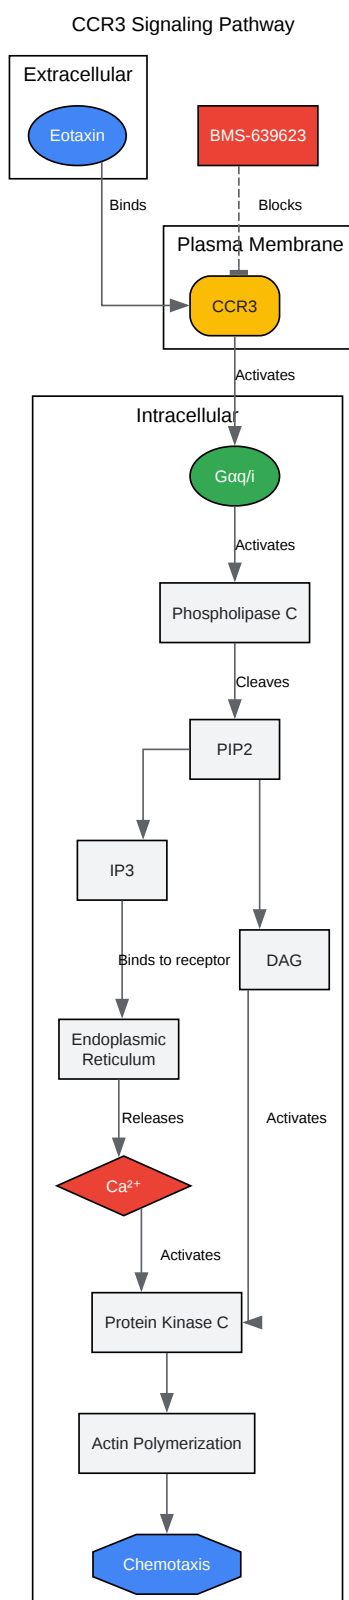 CCR3 Signaling Pathway
Extracellular
Eotaxin
BMS-639623
Binds
Blocks
Plasma Membrane
CCR3
Activates
Intracellular
Gαq/i
Activates
Phospholipase C
Cleaves
PIP2
IP3
Binds to receptor
DAG
Endoplasmic
Reticulum
Releases
Activates
Ca²⁺
Activates
Protein Kinase C
Actin Polymerization
Chemotaxis